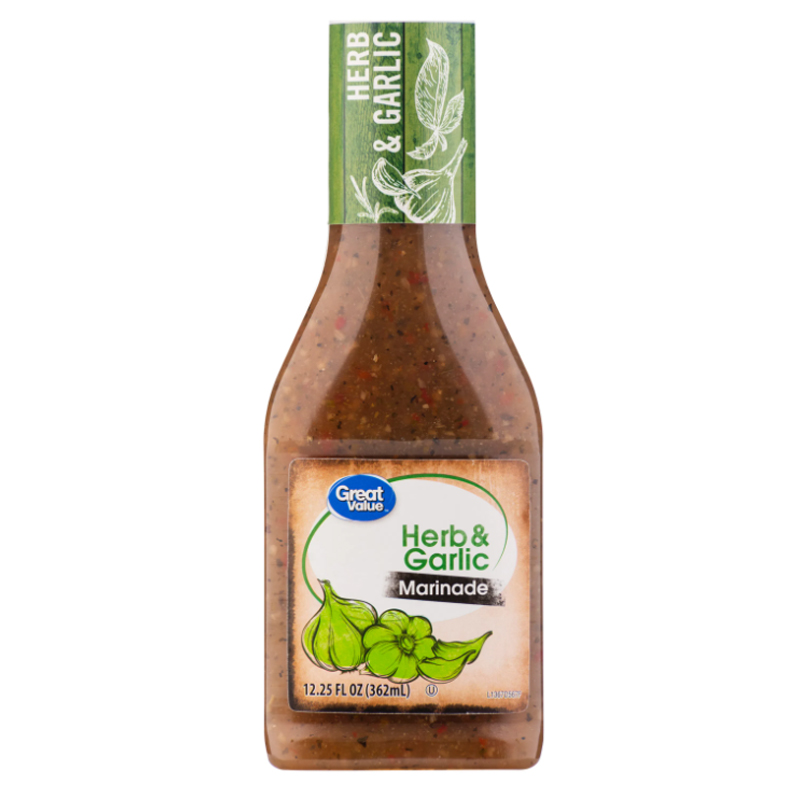 HERB
& GARLIC
Great
Value
Herb &
Garlic
Marinade
12.25 FL OZ (362mL)
U